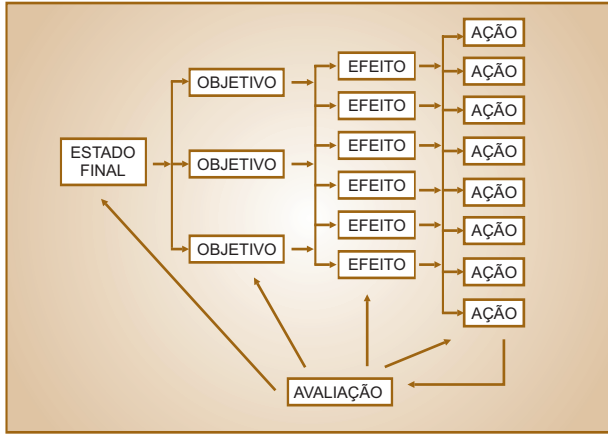 ESTADO
FINAL
OBJETIVO
OBJETIVO
OBJETIVO
EFEITO
EFEITO
EFEITO
EFEITO
EFEITO
EFEITO
AÇÃO
AÇÃO
AÇÃO
AÇÃO
AÇÃO
AÇÃO
AÇÃO
AÇÃO
AVALIAÇÃO